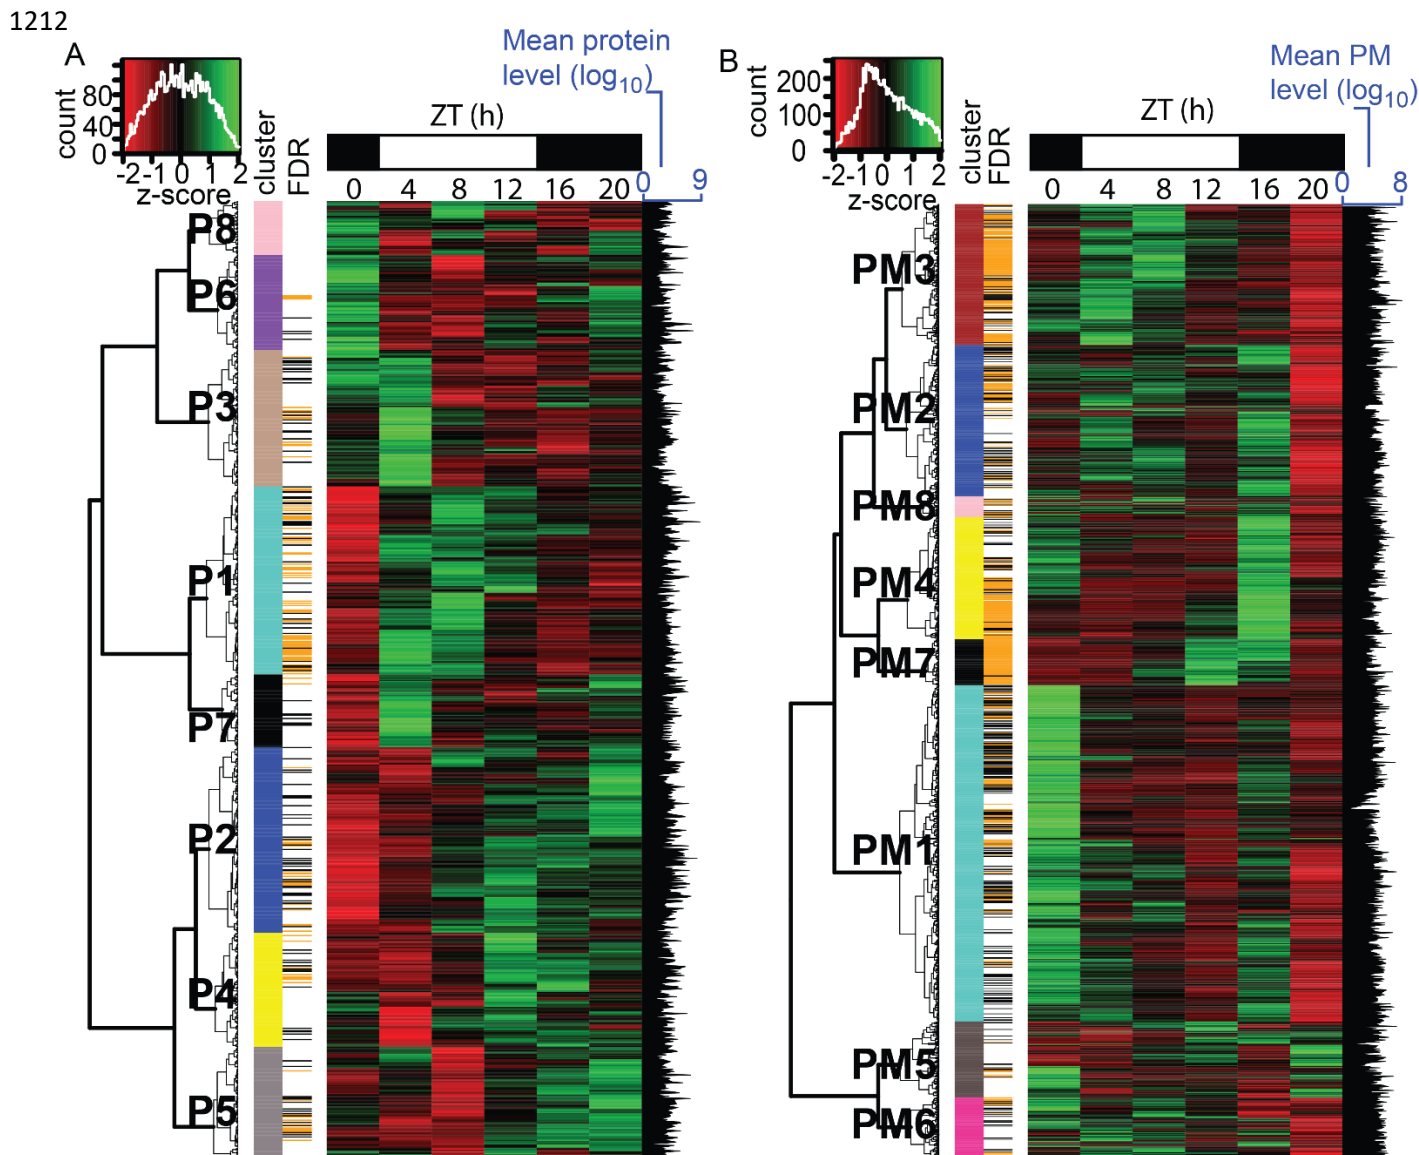 1212
A
Mean protein
level (log10)
count
80
40
0
-2 -1 0 1 2
z-score
cluster
FDR
ZT (h)
0 4 8 12 16 20
0 9
P8
P6
P3
P1
P7
P2
P4
P5
B
Mean PM
level (log10)
count
200
100
0
-2 -1 0 1 2
z-score
cluster
FDR
ZT (h)
0 4 8 12 16 20
0 8
PM3
PM2
PM8
PM4
PM7
PM1
PM5
PM6